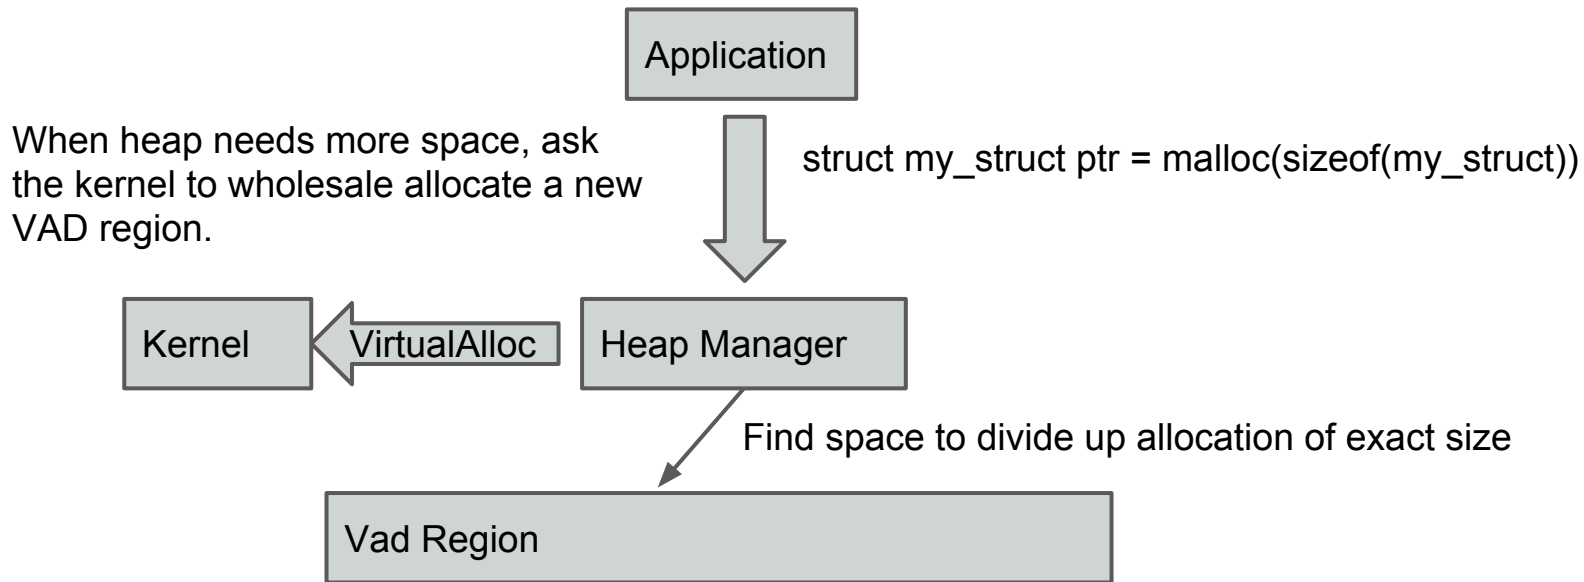 Application
When heap needs more space, ask
the kernel to wholesale allocate a new
VAD region.
struct my_struct ptr = malloc(sizeof(my_struct))
Kernel
VirtualAlloc
Heap Manager
Find space to divide up allocation of exact size
Vad Region